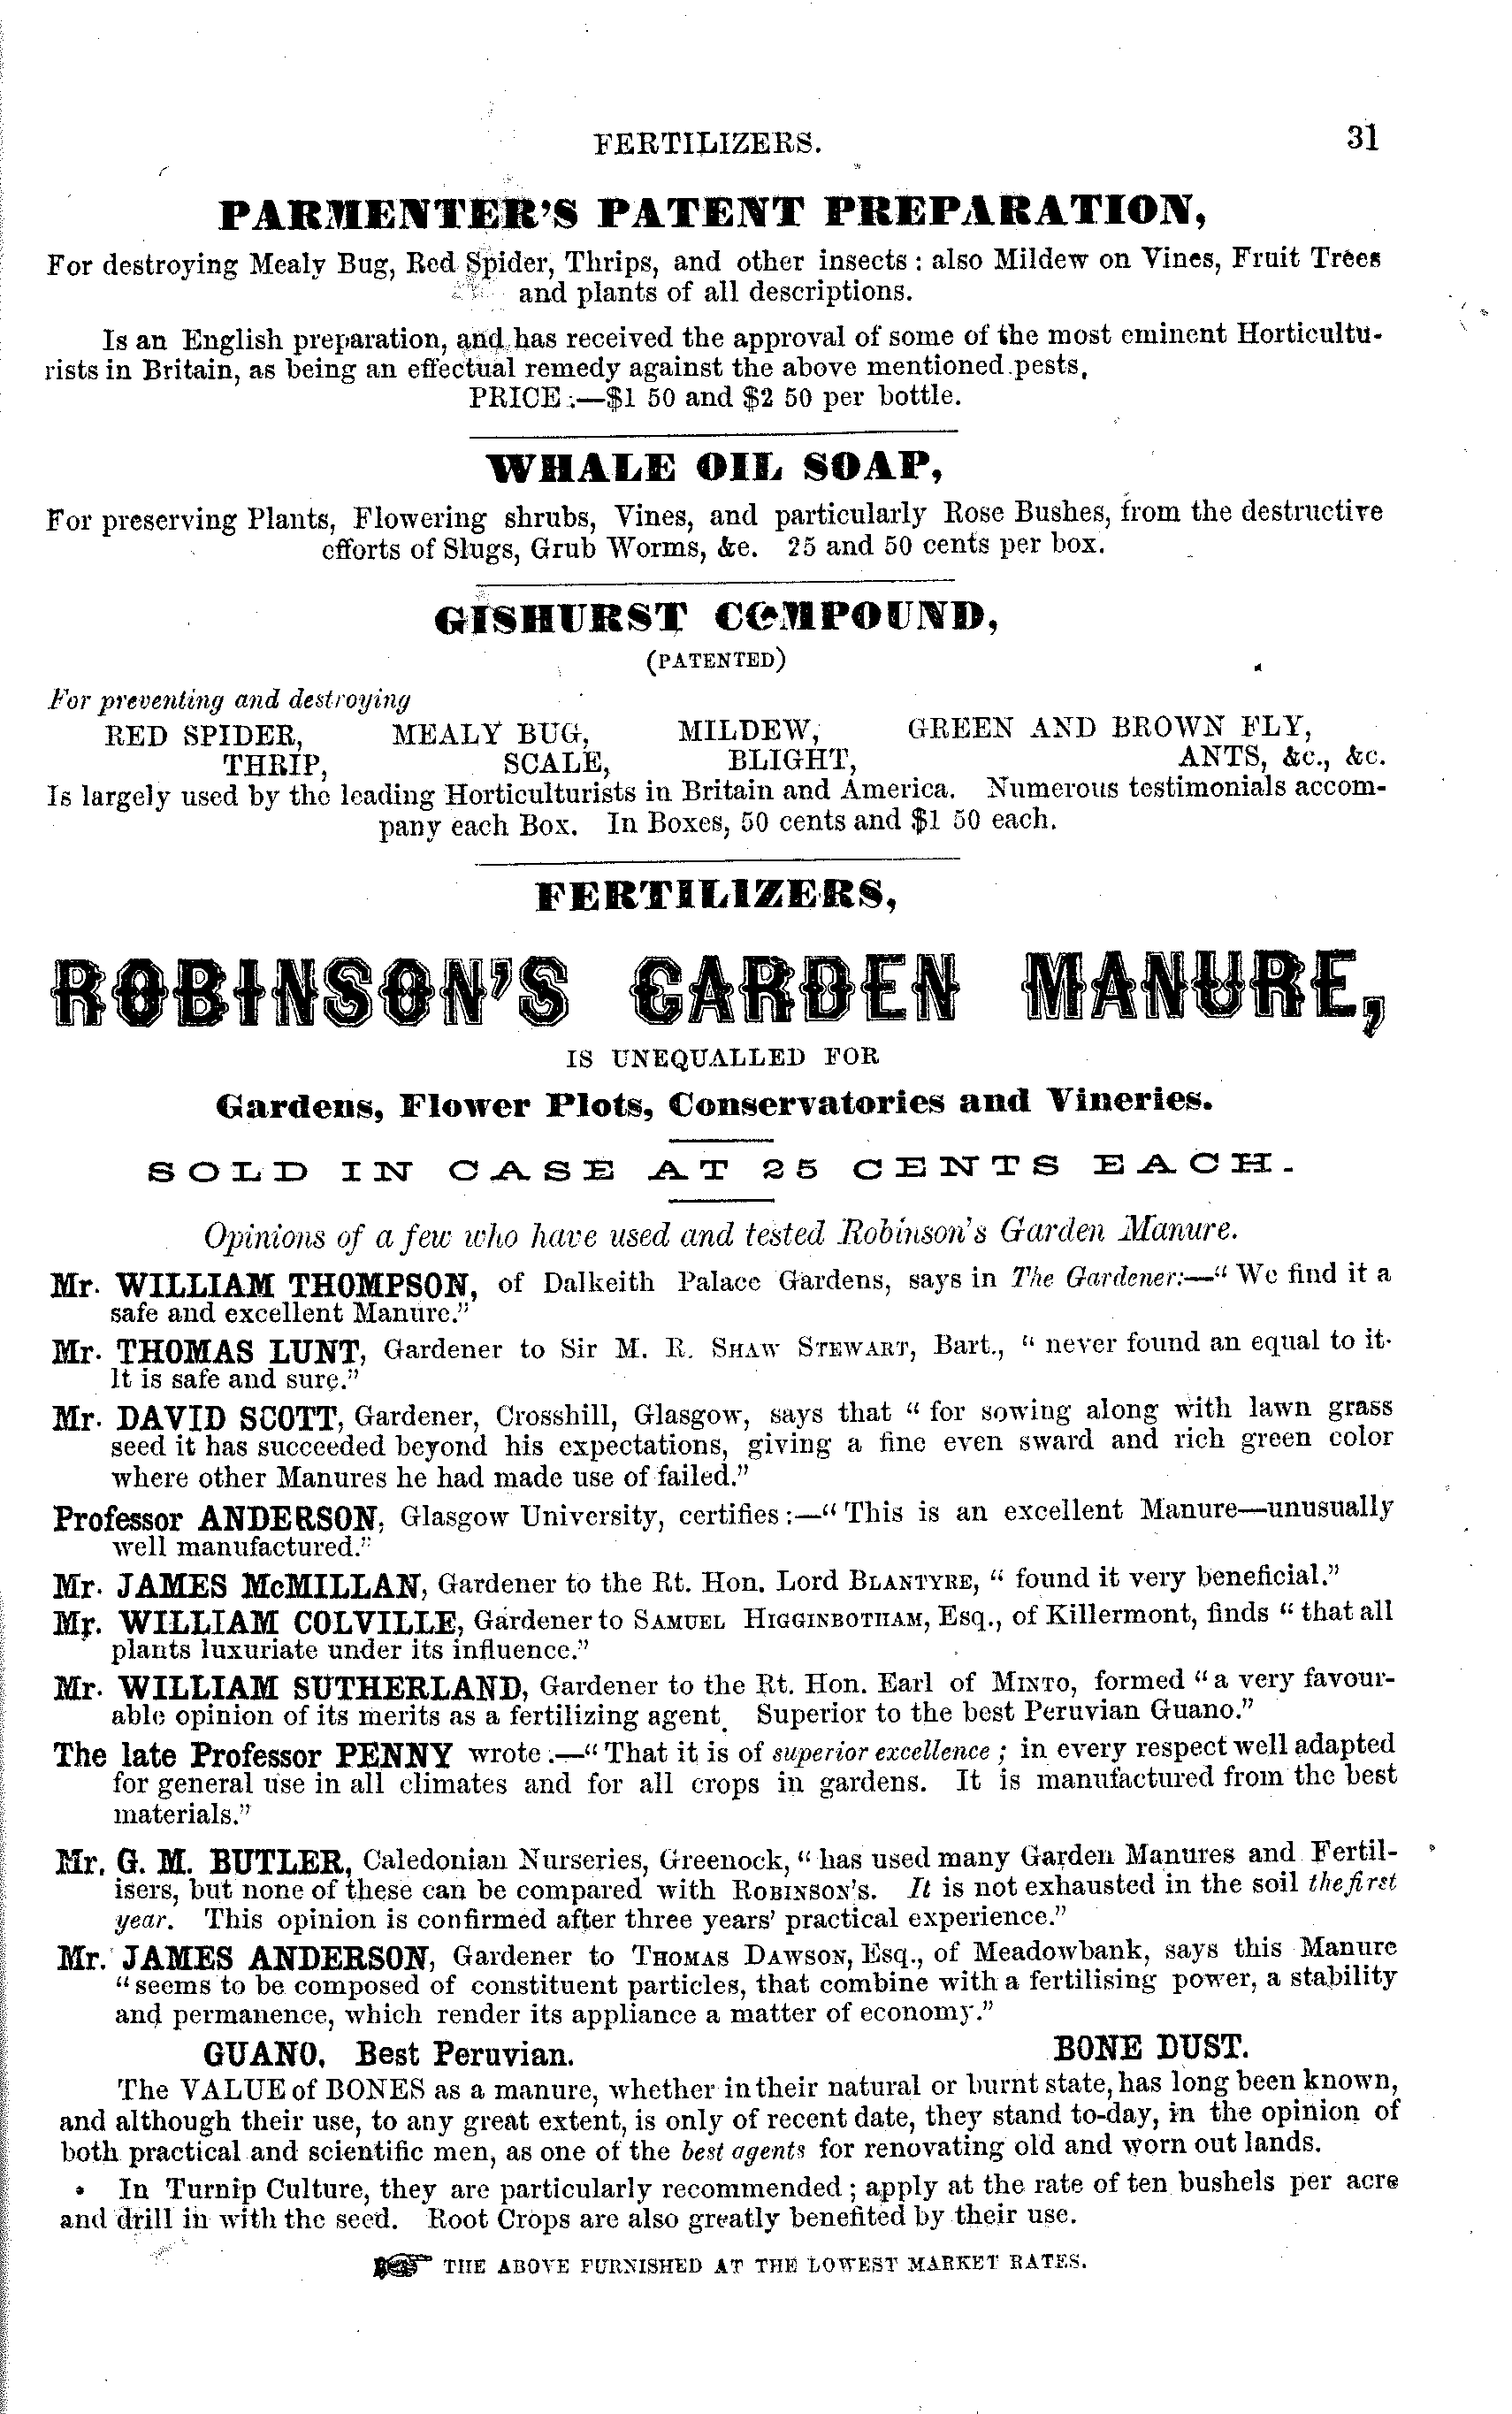 FERTILIZERS. 31
PARMENTER'S PATENT PREPARATION,
For destroying Mealy Bug, Red Spider, Thrips, and other insects : also Mildew on Vines, Fruit Trees
and plants of all descriptions.
Is an English preparation, and has received the approval of some of the most eminent Horticultu-
rists in Britain, as being an effectual remedy against the above mentioned pests.
PRICE :—$1 50 and $2 50 per bottle.
WHALE OIL SOAP,
For preserving Plants, Flowering shrubs, Vines, and particularly Rose Bushes, from the destructive
efforts of Slugs, Grub Worms, &c. 25 and 50 cents per box.
GISHURST COMPOUND,
(PATENTED)
For preventing and destroying
RED SPIDER, MEALY BUG, MILDEW, GREEN AND BROWN FLY,
THRIP, SCALE, BLIGHT, ANTS, &c., &c.
Is largely used by the leading Horticulturists in Britain and America. Numerous testimonials accom-
pany each Box. In Boxes, 50 cents and $1 50 each.
FERTILIZERS,
ROBINSON'S GARDEN MANURE,
IS UNEQUALLED FOR
Gardens, Flower Plots, Conservatories and Vineries.
SOLD IN CASE AT 25 CENTS EACH.
Opinions of a few who have used and tested Robinson's Garden Manure.
Mr. WILLIAM THOMPSON, of Dalkeith Palace Gardens, says in The Gardener:—" We find it a
safe and excellent Manure."
Mr. THOMAS LUNT, Gardener to Sir M. R. SHAW STEWART, Bart., " never found an equal to it.
It is safe and sure."
Mr. DAVID SCOTT, Gardener, Crosshill, Glasgow, says that " for sowing along with lawn grass
seed it has succeeded beyond his expectations, giving a fine even sward and rich green color
where other Manures he had made use of failed."
Professor ANDERSON, Glasgow University, certifies :—" This is an excellent Manure—unusually
well manufactured."
Mr. JAMES McMILLAN, Gardener to the Rt. Hon. Lord BLANTYRE, " found it very beneficial."
Mr. WILLIAM COLVILLE, Gardener to SAMUEL HIGGINBOTHAM, Esq., of Killermont, finds " that all
plants luxuriate under its influence."
Mr. WILLIAM SUTHERLAND, Gardener to the Rt. Hon. Earl of MINTO, formed " a very favour-
able opinion of its merits as a fertilizing agent. Superior to the best Peruvian Guano."
The late Professor PENNY wrote :—" That it is of superior excellence ; in every respect well adapted
for general use in all climates and for all crops in gardens. It is manufactured from the best
materials."
Mr. G. M. BUTLER, Caledonian Nurseries, Greenock, " has used many Garden Manures and Fertil-
isers, but none of these can be compared with ROBINSON'S. It is not exhausted in the soil the first
year. This opinion is confirmed after three years' practical experience."
Mr. JAMES ANDERSON, Gardener to THOMAS DAWSON, Esq., of Meadowbank, says this Manure
" seems to be composed of constituent particles, that combine with a fertilising power, a stability
and permanence, which render its appliance a matter of economy."
GUANO, Best Peruvian. BONE DUST.
The VALUE of BONES as a manure, whether in their natural or burnt state, has long been known,
and although their use, to any great extent, is only of recent date, they stand to-day, in the opinion of
both practical and scientific men, as one of the best agents for renovating old and worn out lands.
In Turnip Culture, they are particularly recommended ; apply at the rate of ten bushels per acre
and drill in with the seed. Root Crops are also greatly benefited by their use.
☞ THE ABOVE FURNISHED AT THE LOWEST MARKET RATES.